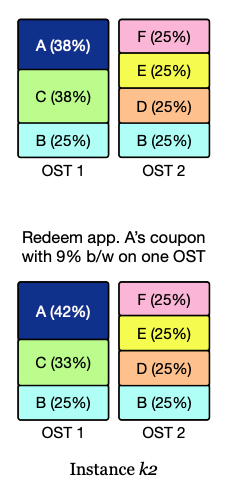 A (38%)
C (38%)
B (25%)
OST 1
F (25%)
E (25%)
D (25%)
B (25%)
OST 2
Redeem app. A's coupon
with 9% b/w on one OST
A (42%)
C (33%)
B (25%)
OST 1
F (25%)
E (25%)
D (25%)
B (25%)
OST 2
Instance k2